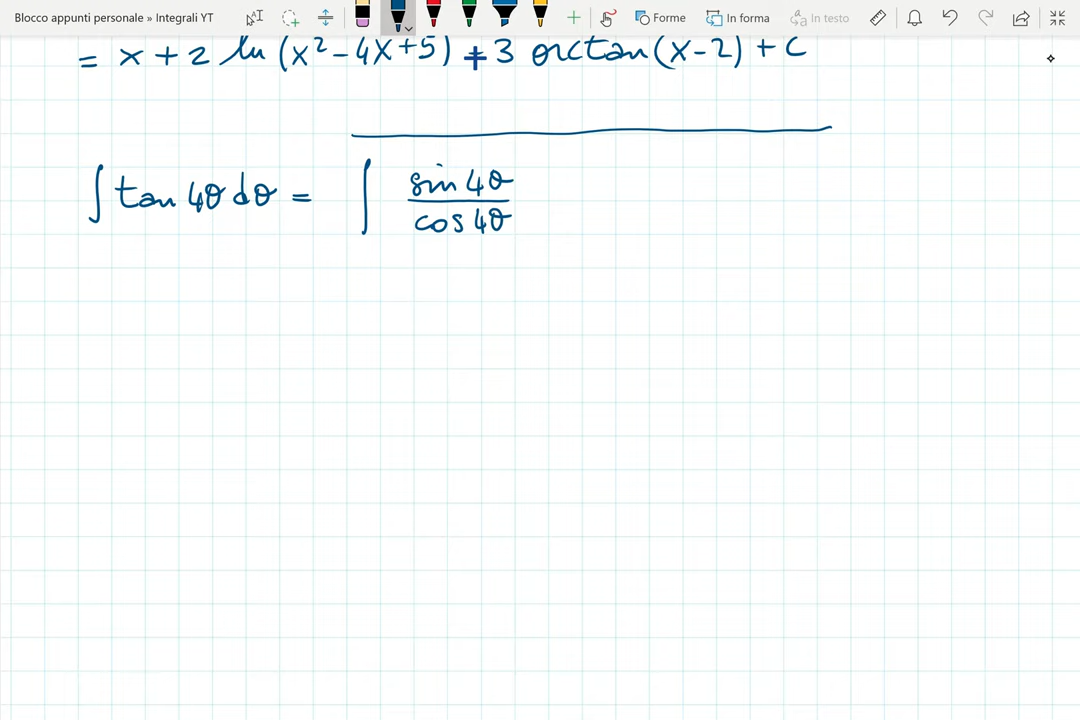 Blocco appunti personale » Integrali YT Forme In forma In testo
= x + 2 ln (x² - 4x + 5) + 3 arctan (x - 2) + c
∫ tan 4θ dθ = ∫ sin 4θ / cos 4θ